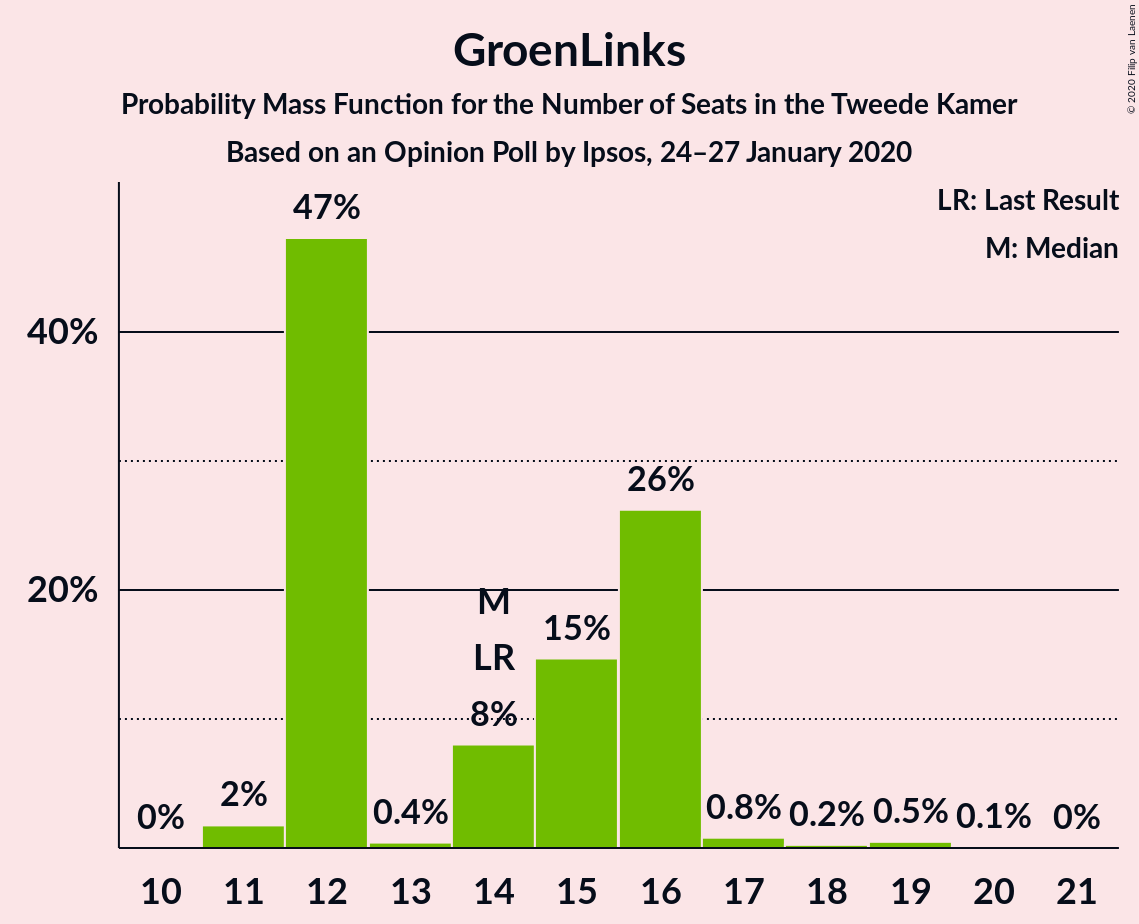 GroenLinks
Probability Mass Function for the Number of Seats in the Tweede Kamer
Based on an Opinion Poll by Ipsos, 24–27 January 2020
© 2020 Filip van Laenen
LR: Last Result
M: Median
40%
20%
0%
2%
47%
0.4%
M
LR
8%
15%
26%
0.8%
0.2%
0.5%
0.1%
0%
10 11 12 13 14 15 16 17 18 19 20 21